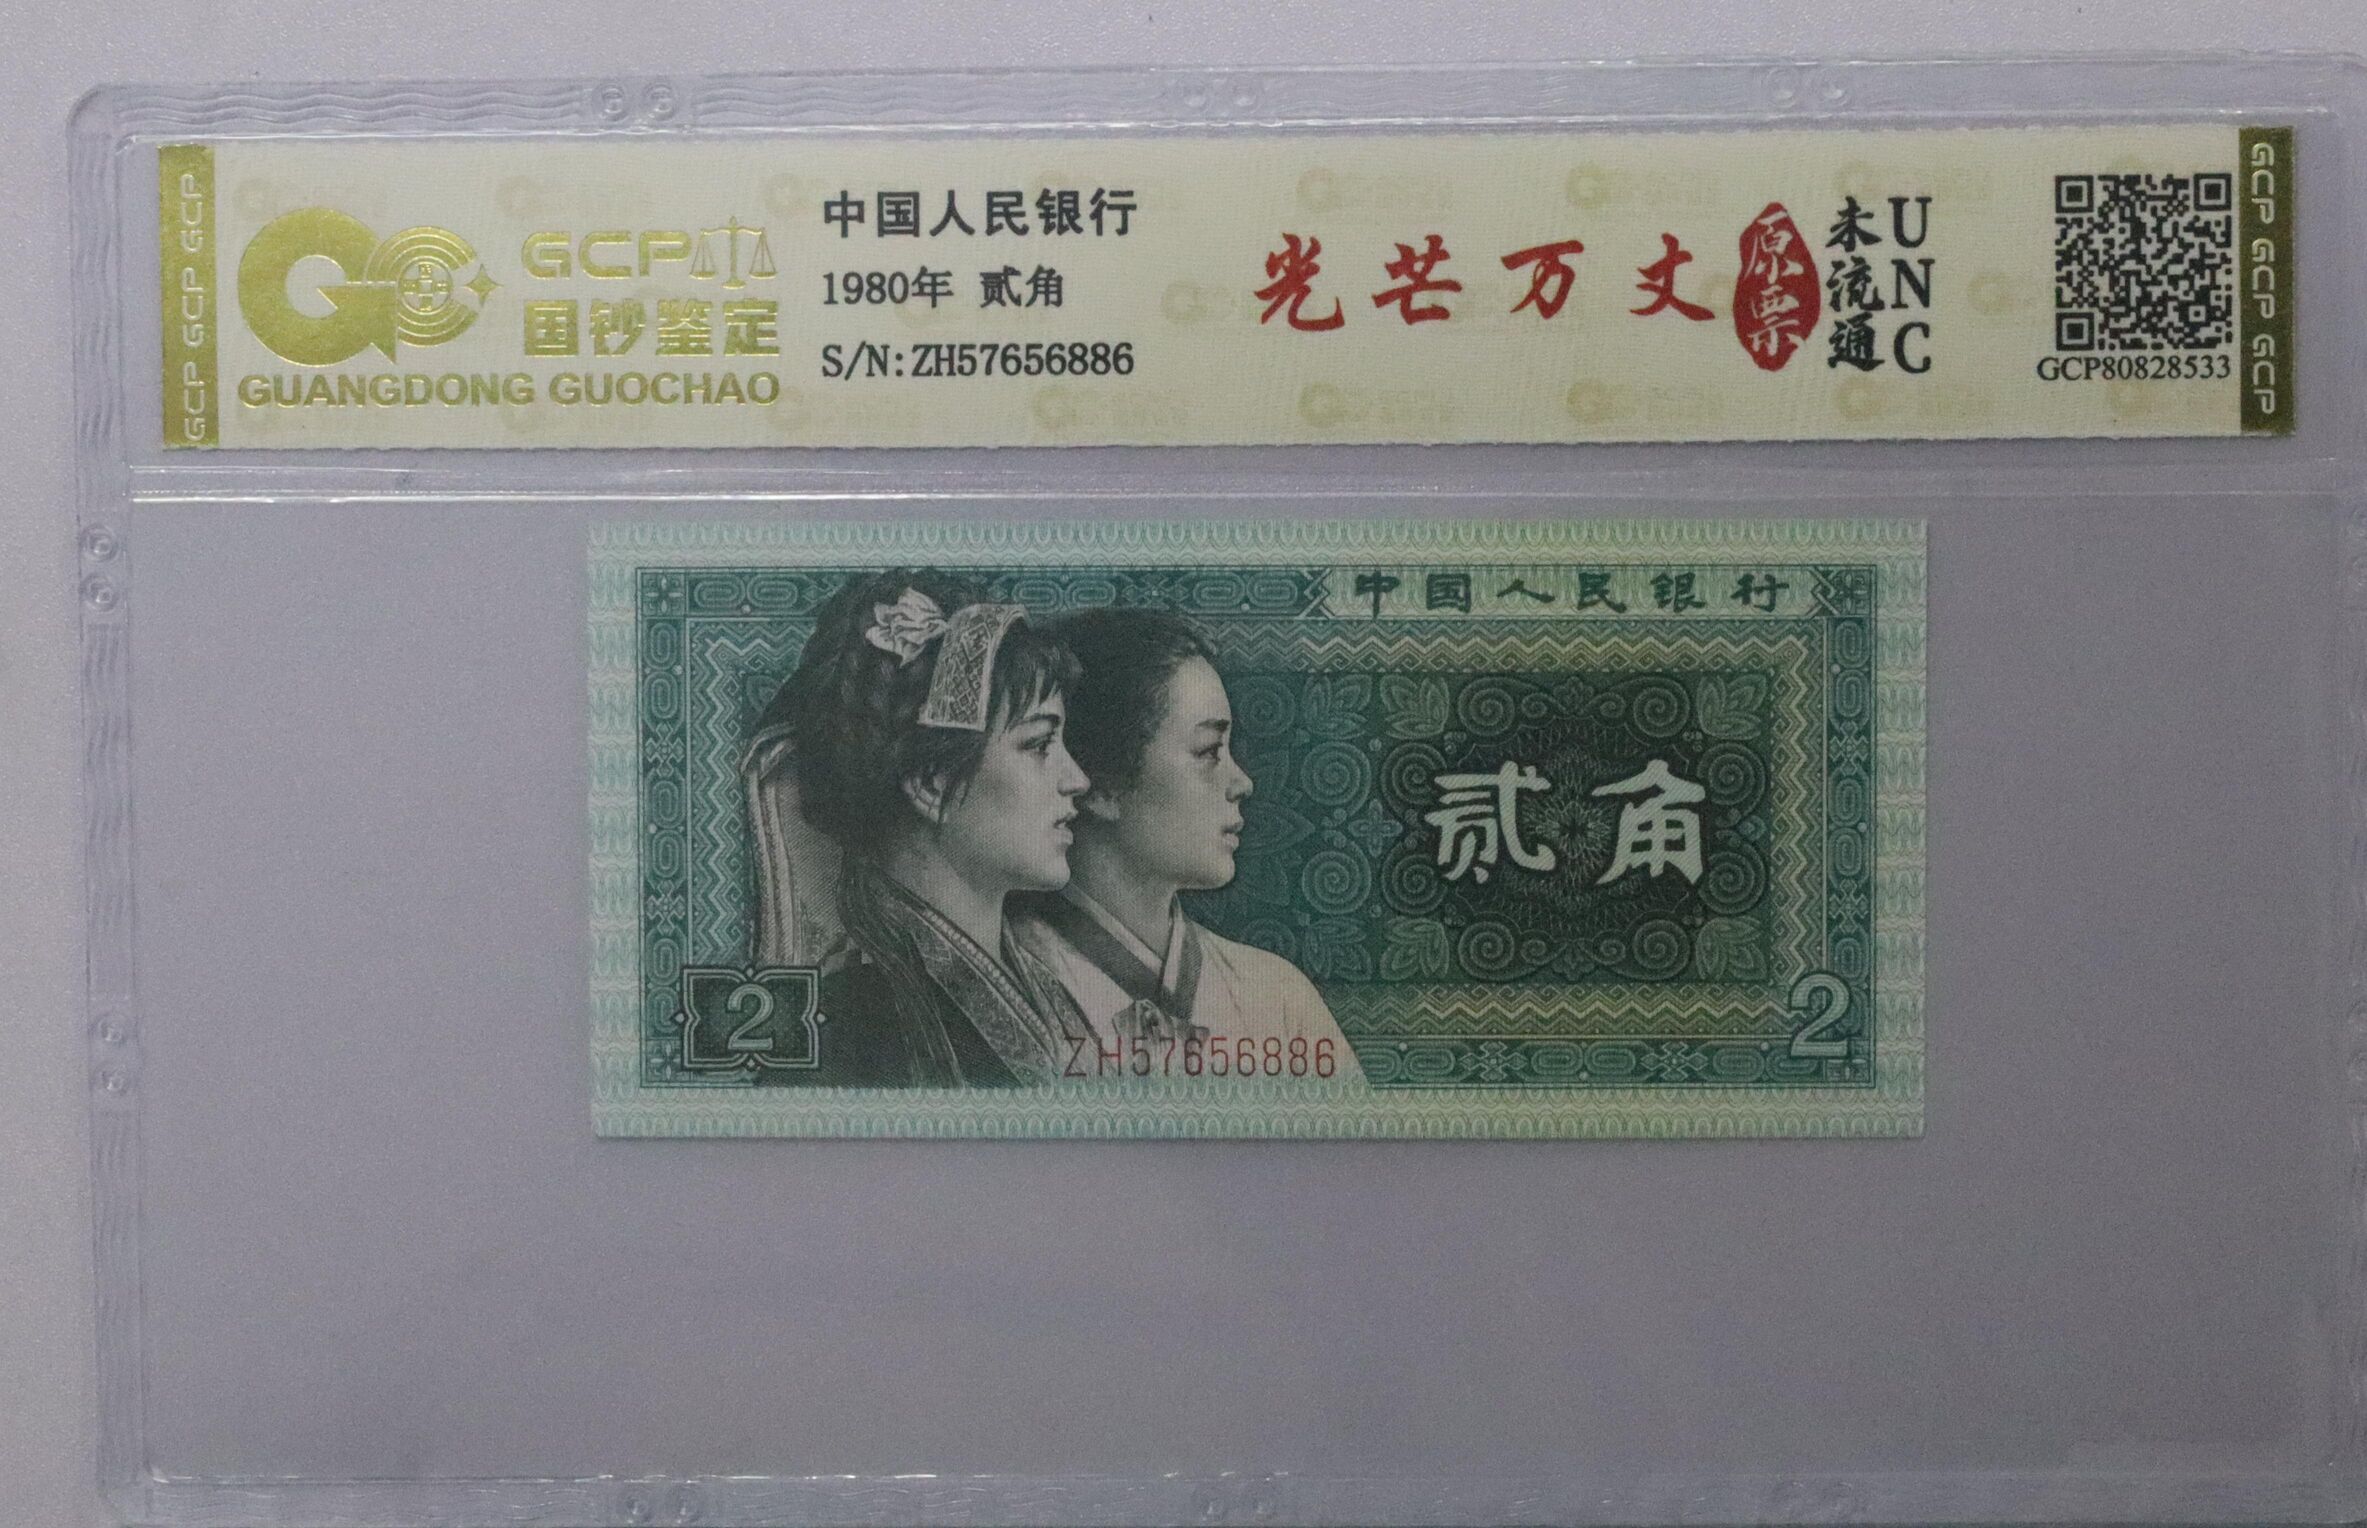 GCP GCP GCP
GCP
国钞鉴定
GUANGDONG GUOCHAO
中国人民银行
1980年 贰角
S/N:ZH57656886
光芒万丈
原票
未流通
UNC
GCP80828533
GCP GCP GCP
中国人民银行
贰角
2
2
ZH57656886